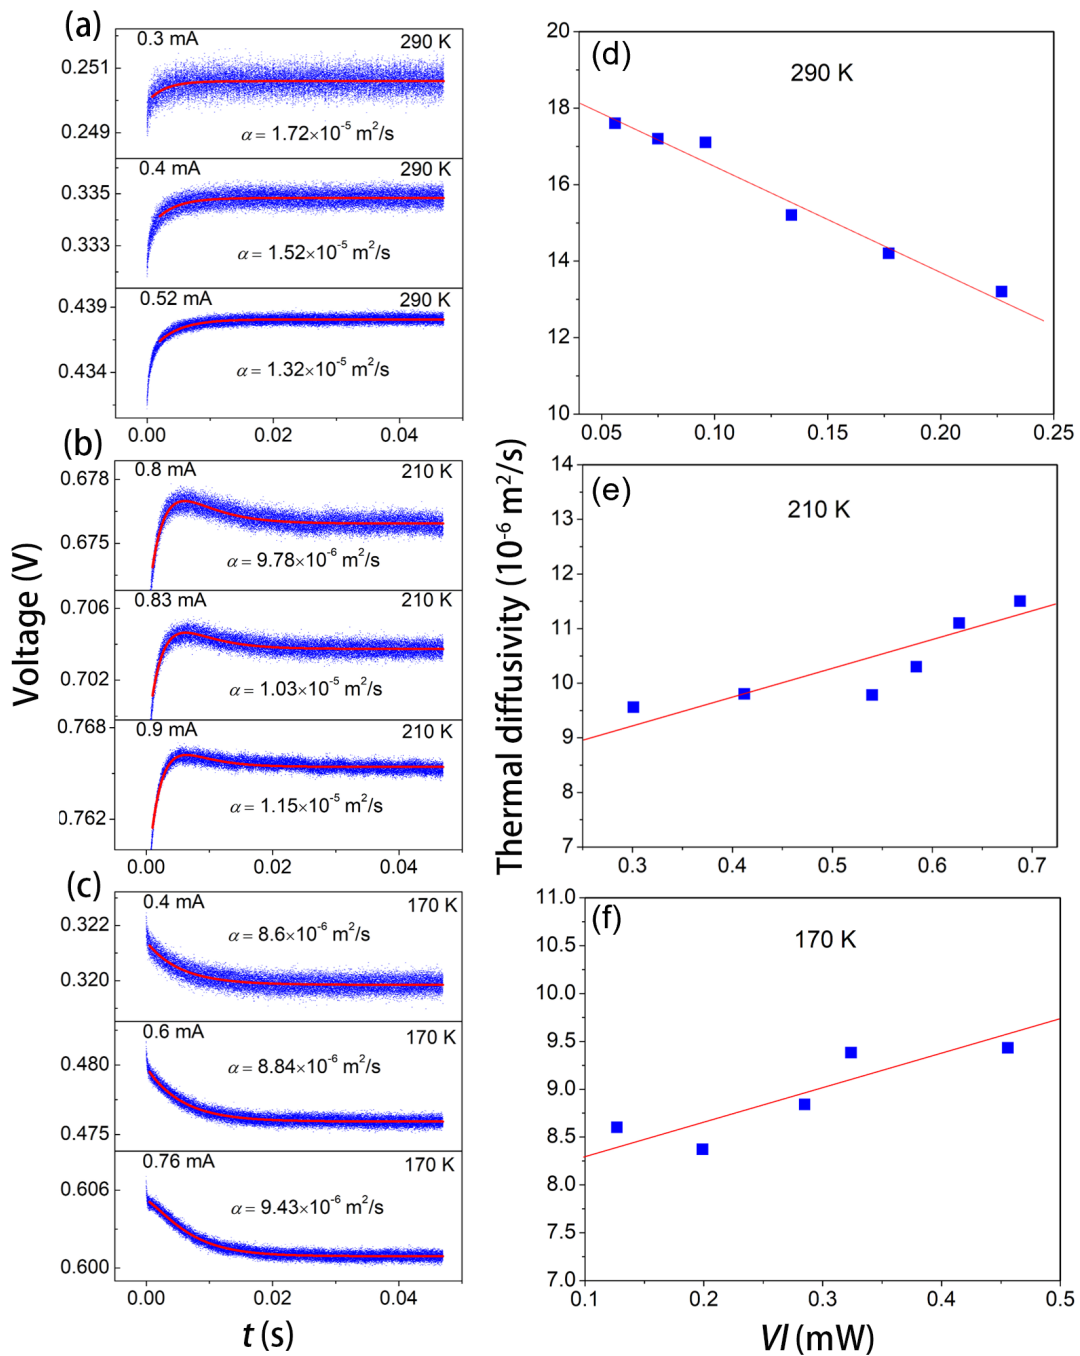 (a)
0.3 mA 290 K
0.251
0.249
α = 1.72×10⁻⁵ m²/s
0.4 mA 290 K
0.335
0.333
α = 1.52×10⁻⁵ m²/s
0.52 mA 290 K
0.439
0.434
α = 1.32×10⁻⁵ m²/s
0.00 0.02 0.04
(b)
0.8 mA 210 K
0.678
0.675
α = 9.78×10⁻⁶ m²/s
0.83 mA 210 K
0.706
0.702
α = 1.03×10⁻⁵ m²/s
0.9 mA 210 K
0.768
0.762
α = 1.15×10⁻⁵ m²/s
0.00 0.02 0.04
(c)
0.4 mA 170 K
0.322
0.320
α = 8.6×10⁻⁶ m²/s
0.6 mA 170 K
0.480
0.475
α = 8.84×10⁻⁶ m²/s
0.76 mA 170 K
0.606
0.600
α = 9.43×10⁻⁶ m²/s
0.00 0.02 0.04
t (s)
Voltage (V)
(d)
290 K
20
18
16
14
12
10
0.05 0.10 0.15 0.20 0.25
(e)
210 K
14
13
12
11
10
9
8
7
0.3 0.4 0.5 0.6 0.7
(f)
170 K
11.0
10.5
10.0
9.5
9.0
8.5
8.0
7.5
7.0
0.1 0.2 0.3 0.4 0.5
VI (mW)
Thermal diffusivity (10⁻⁶ m²/s)